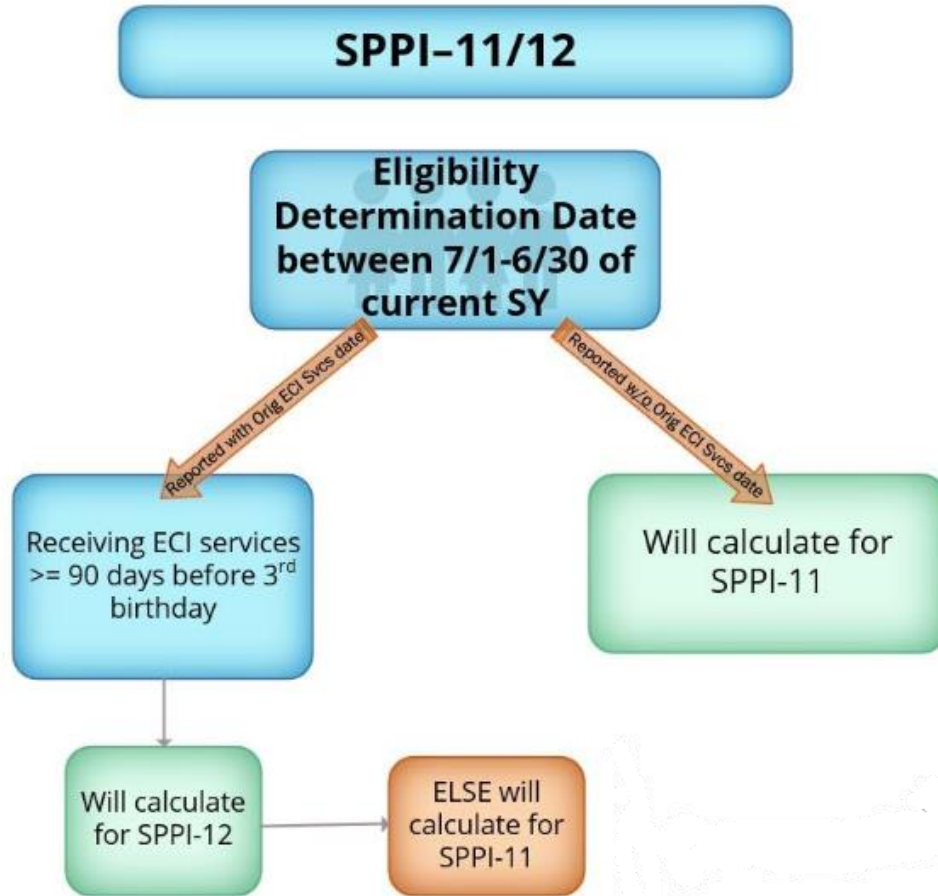 SPPI–11/12
Eligibility
Determination Date
between 7/1-6/30 of
current SY
Reported with Orig ECI Svcs date
Reported w/o Orig ECI Svcs date
Receiving ECI services
>= 90 days before 3rd
birthday
Will calculate for
SPPI-11
Will calculate
for SPPI-12
ELSE will
calculate for
SPPI-11